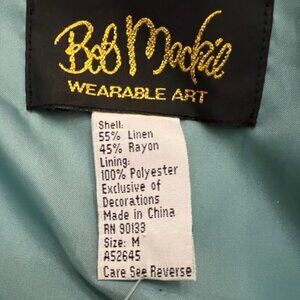 Bob Mackie
WEARABLE ART
Shell:
55% Linen
45% Rayon
Lining:
100% Polyester
Exclusive of
Decorations
Made in China
RN 90133
Size: M
A52645
Care See Reverse